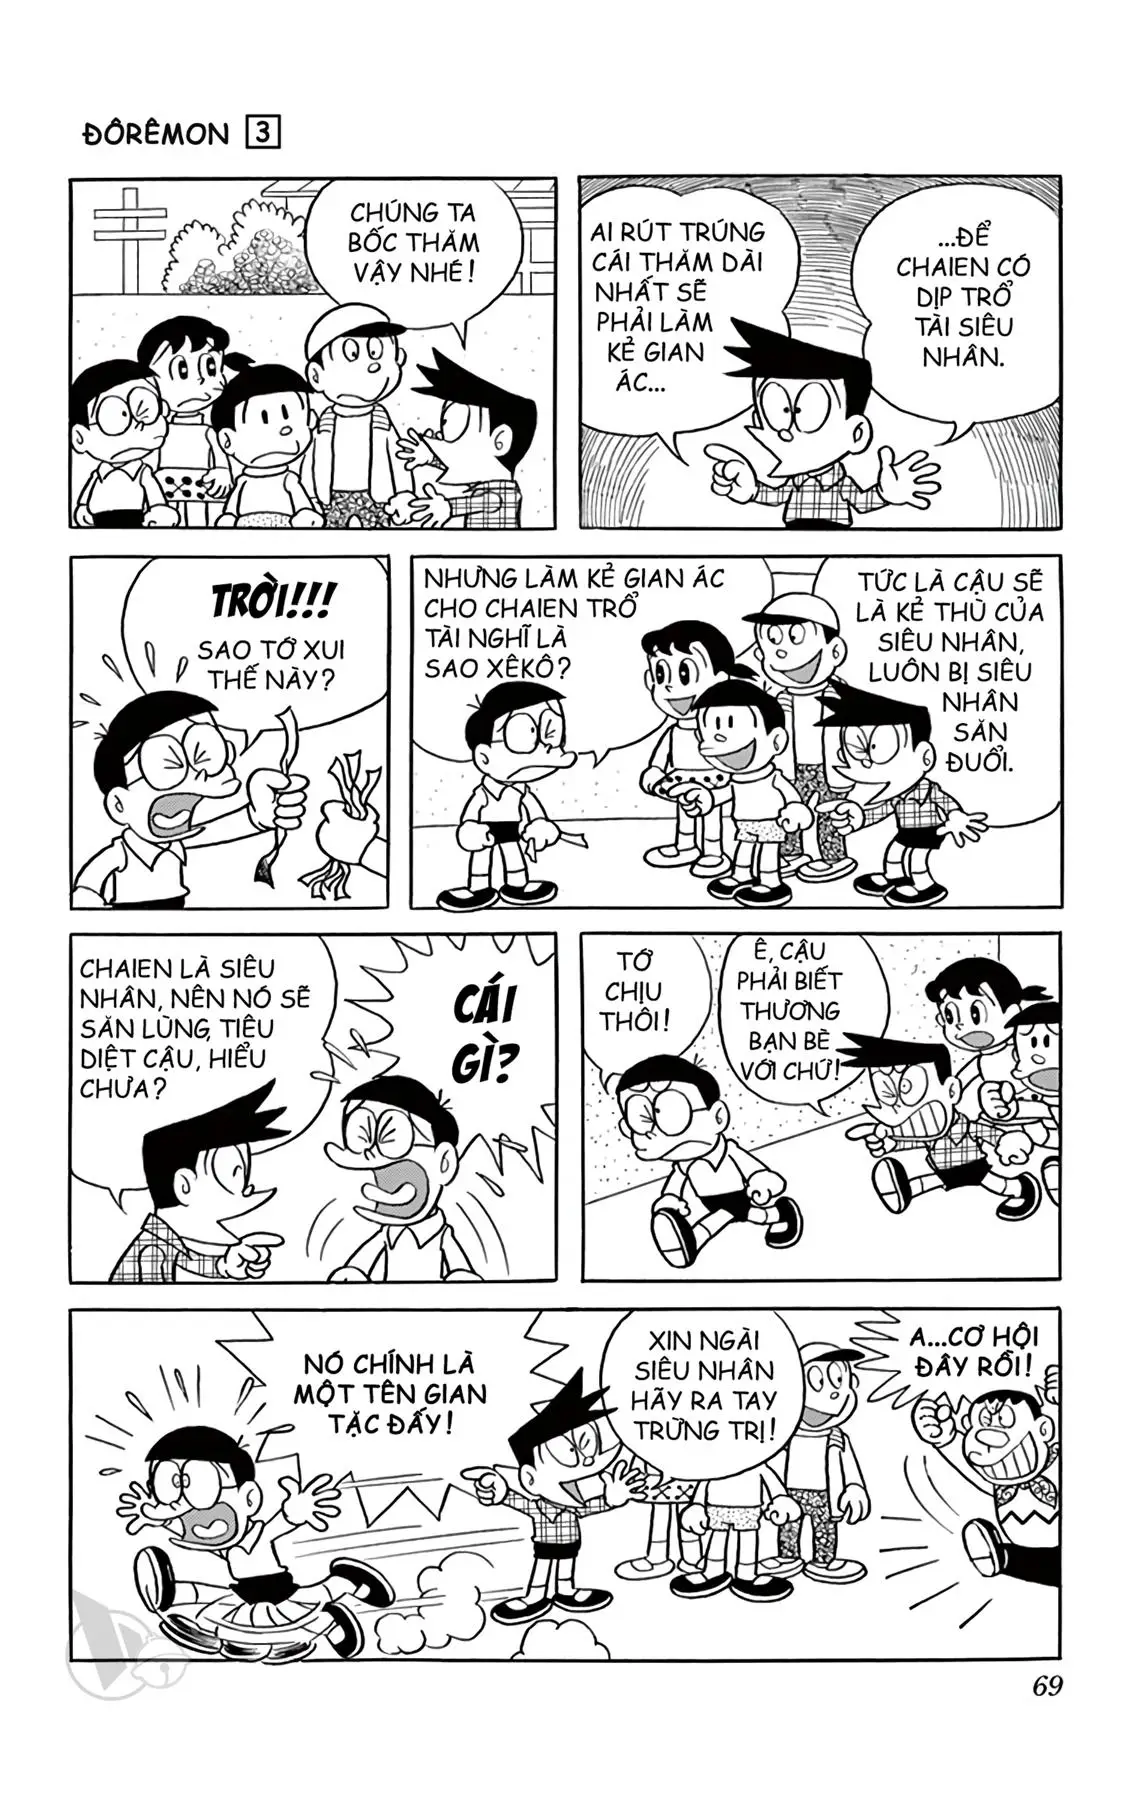 ĐÔRÊMON 3
CHÚNG TA
BỐC THĂM
VẬY NHÉ!
AI RÚT TRÚNG
CÁI THĂM DÀI
NHẤT SẼ
PHẢI LÀM
KẺ GIAN
ÁC...
...ĐỂ
CHAIEN CÓ
DỊP TRỔ
TÀI SIÊU
NHÂN.
TRỜI!!!
SAO TỚ XUI
THẾ NÀY?
NHƯNG LÀM KẺ GIAN ÁC
CHO CHAIEN TRỔ
TÀI NGHĨ LÀ
SAO XÊKÔ?
TỨC LÀ CẬU SẼ
LÀ KẺ THÙ CỦA
SIÊU NHÂN,
LUÔN BỊ SIÊU
NHÂN
SĂN
ĐUỔI.
CHAIEN LÀ SIÊU
NHÂN, NÊN NÓ SẼ
SĂN LÙNG, TIÊU
DIỆT CẬU, HIỂU
CHƯA?
CÁI
GÌ?
TỚ
CHỊU
THÔI!
Ê, CẬU
PHẢI BIẾT
THƯƠNG
BẠN BÈ
VỚI CHỨ!
NÓ CHÍNH LÀ
MỘT TÊN GIAN
TẶC ĐẤY!
XIN NGÀI
SIÊU NHÂN
HÃY RA TAY
TRỪNG TRỊ!
A...CƠ HỘI
ĐÂY RỒI!
69